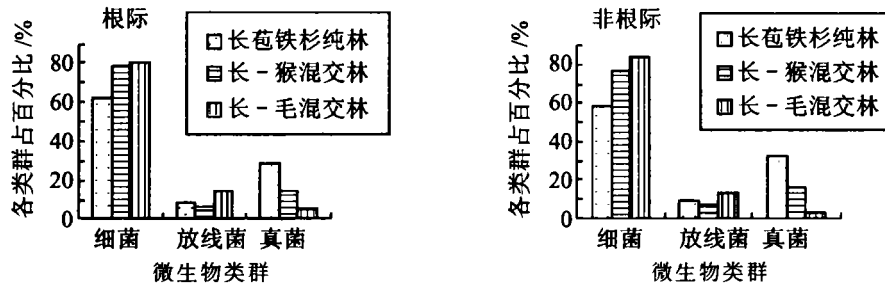 根际
各类群占百分比/%
80
60
40
20
0
长苞铁杉纯林
长-猴混交林
长-毛混交林
细菌
放线菌
真菌
微生物类群
非根际
各类群占百分比/%
80
60
40
20
0
长苞铁杉纯林
长-猴混交林
长-毛混交林
细菌
放线菌
真菌
微生物类群